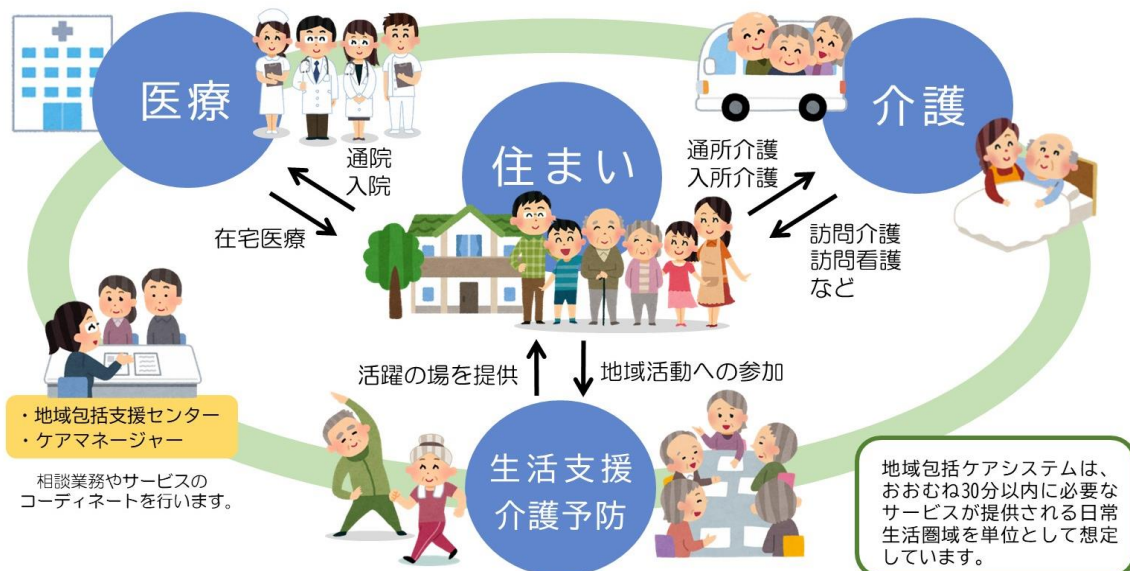 医療
介護
住まい
通院
入院
在宅医療
通所介護
入所介護
訪問介護
訪問看護
など
活躍の場を提供
地域活動への参加
・地域包括支援センター
・ケアマネージャー
相談業務やサービスの
コーディネートを行います。
生活支援
介護予防
地域包括ケアシステムは、
おおむね30分以内に必要な
サービスが提供される日常
生活圏域を単位として想定
しています。